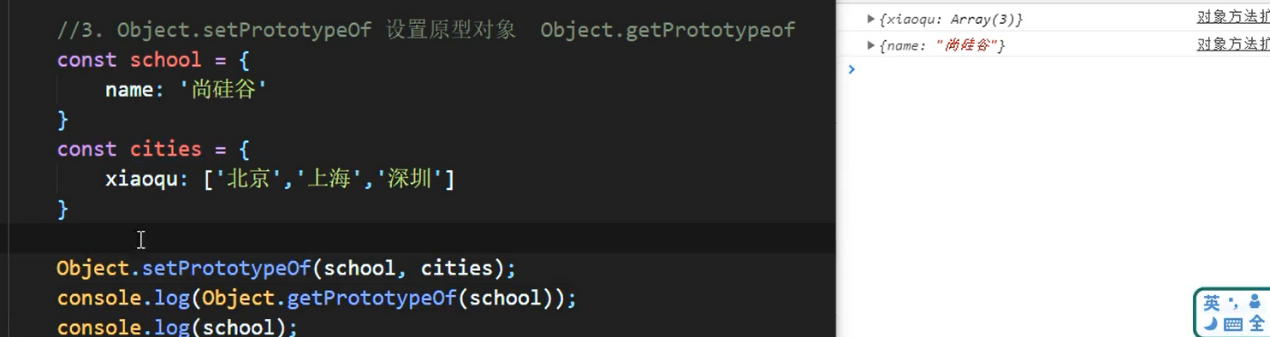 //3. Object.setPrototypeOf 设置原型对象  Object.getPrototypeof
const school = {
name: '尚硅谷'
}
const cities = {
xiaoqu: ['北京','上海','深圳']
}
Object.setPrototypeOf(school, cities);
console.log(Object.getPrototypeOf(school));
console.log(school);
▶{xiaoqu: Array(3)} 对象方法扩
▶{name: "尚硅谷"} 对象方法扩
>
英 全